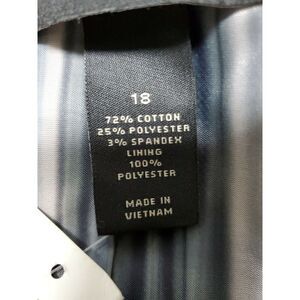 18
72% COTTON
25% POLYESTER
3% SPANDEX
LINING
100%
POLYESTER
MADE IN
VIETNAM